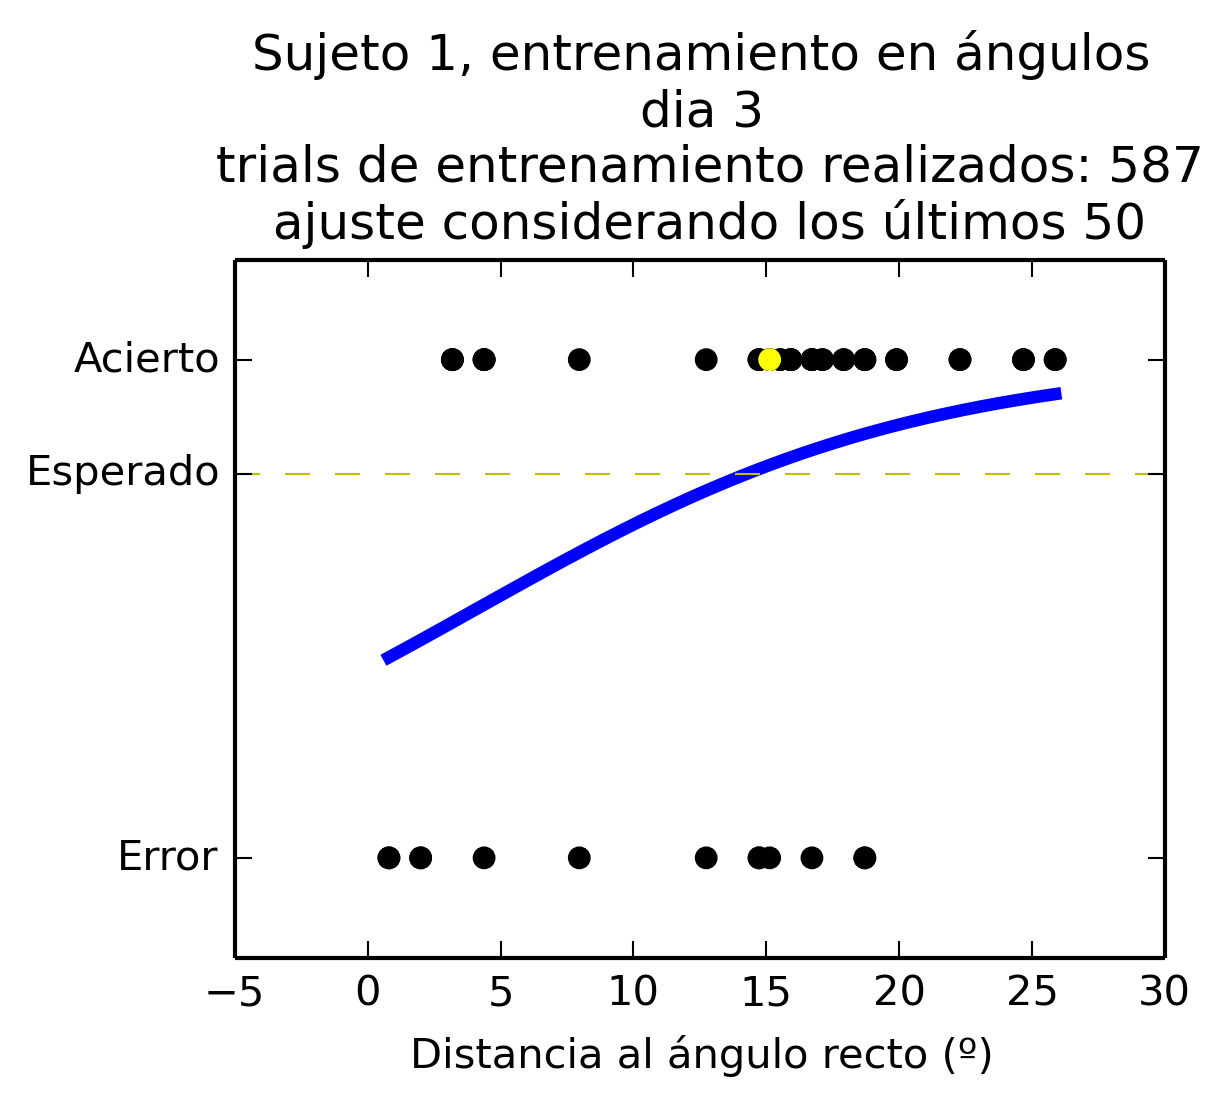 Sujeto 1, entrenamiento en ángulos
dia 3
trials de entrenamiento realizados: 587
ajuste considerando los últimos 50
Acierto
Esperado
Error
−5 0 5 10 15 20 25 30
Distancia al ángulo recto (º)